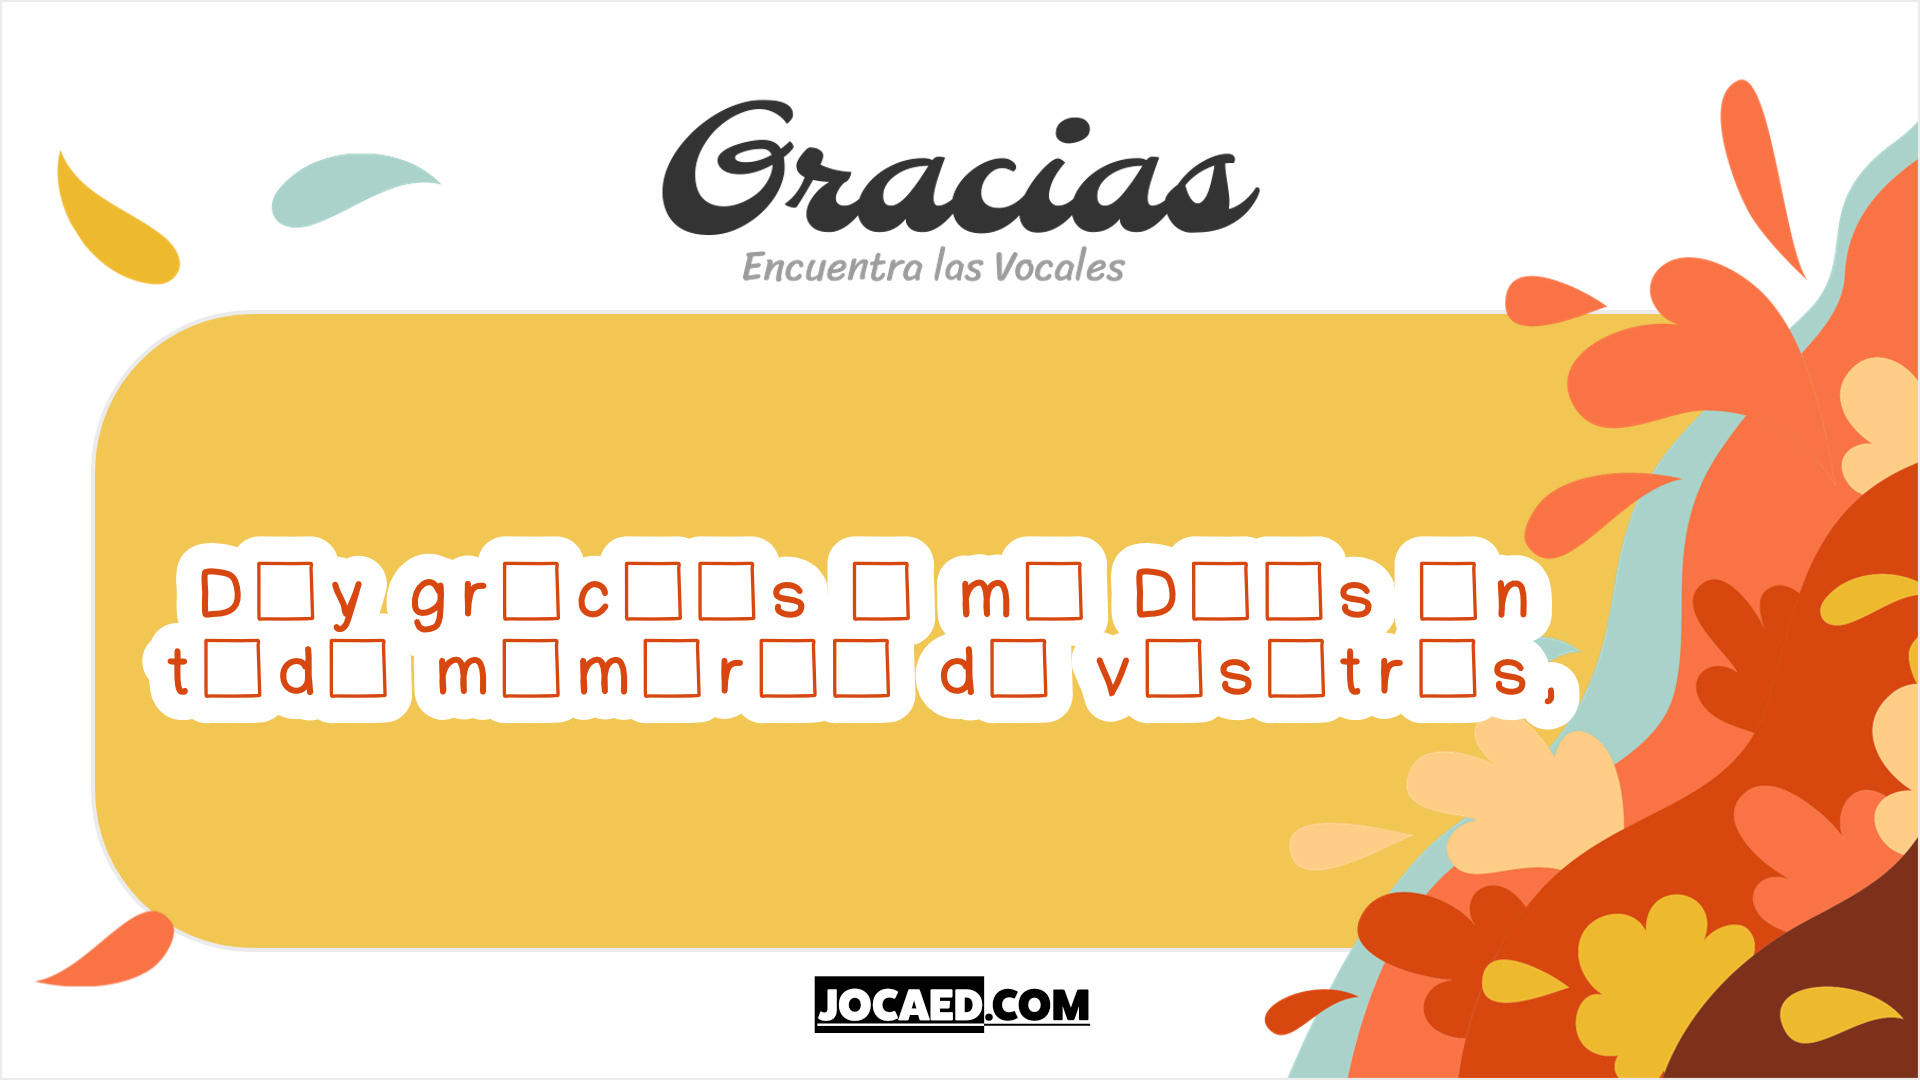 Gracias
Encuentra las Vocales
D□y gr□c□□s □ m□ D□□s □n
t□d□ m□m□r□□ d□ v□s□tr□s,
JOCAED.COM